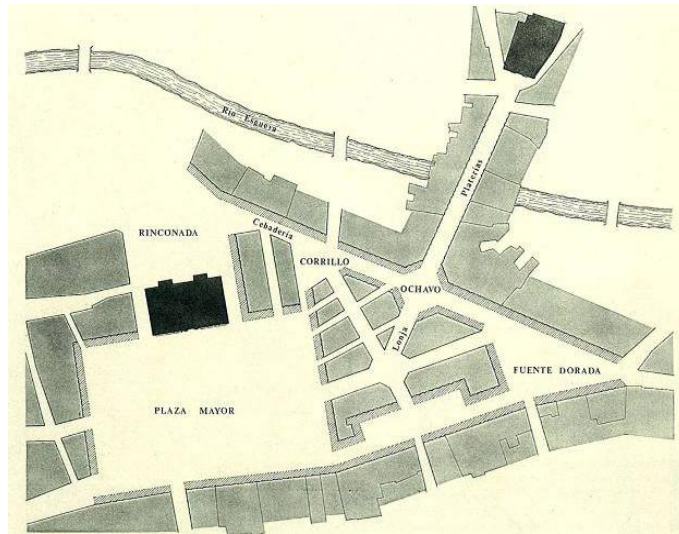 Río Esgueva
Platerías
Cebadería
RINCONADA
CORRILLO
OCHAVO
Lonja
FUENTE DORADA
PLAZA MAYOR